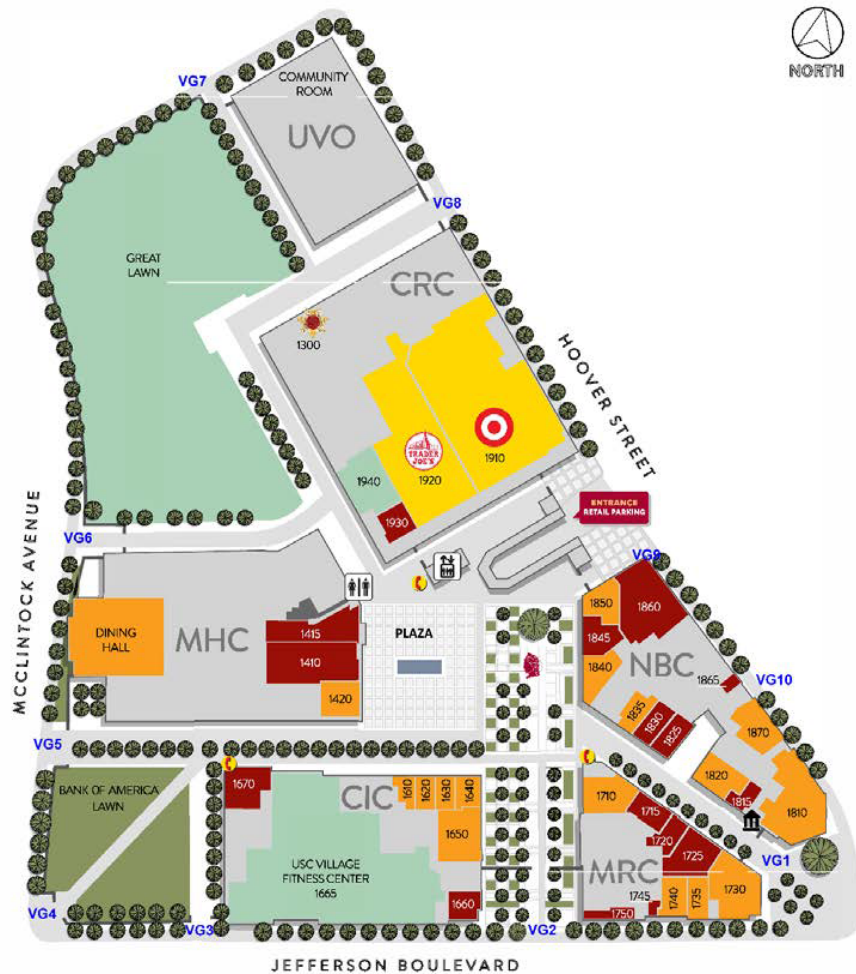 NORTH
COMMUNITY
ROOM
UVO
VG7
VG8
GREAT
LAWN
CRC
1300
HOOVER STREET
TRADER
JOE'S
1910
1920
1940
1930
ENTRANCE
RETAIL PARKING
MCCLINTOCK AVENUE
VG6
VG9
DINING
HALL
MHC
1415
1410
1420
PLAZA
1850
1860
1845
1840
NBC
1865
VG10
1835
1830
1825
1870
1820
1815
1810
VG5
BANK OF AMERICA
LAWN
1670
CIC
1610
1620
1630
1640
1650
USC VILLAGE
FITNESS CENTER
1665
1660
1710
1715
1720
1725
MRC
1745
1750
1740
1735
1730
VG1
VG4
VG3
VG2
JEFFERSON BOULEVARD